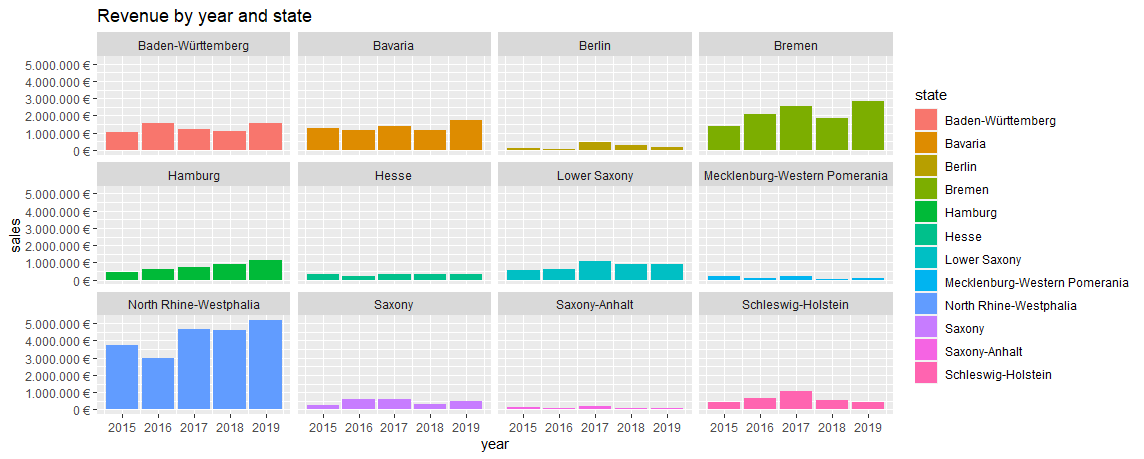 Revenue by year and state
Baden-Württemberg
Bavaria
Berlin
Bremen
5.000.000 €
4.000.000 €
3.000.000 €
2.000.000 €
1.000.000 €
0 €
Hamburg
Hesse
Lower Saxony
Mecklenburg-Western Pomerania
5.000.000 €
4.000.000 €
3.000.000 €
2.000.000 €
1.000.000 €
0 €
sales
North Rhine-Westphalia
Saxony
Saxony-Anhalt
Schleswig-Holstein
5.000.000 €
4.000.000 €
3.000.000 €
2.000.000 €
1.000.000 €
0 €
2015 2016 2017 2018 2019
2015 2016 2017 2018 2019
2015 2016 2017 2018 2019
2015 2016 2017 2018 2019
year
state
Baden-Württemberg
Bavaria
Berlin
Bremen
Hamburg
Hesse
Lower Saxony
Mecklenburg-Western Pomerania
North Rhine-Westphalia
Saxony
Saxony-Anhalt
Schleswig-Holstein